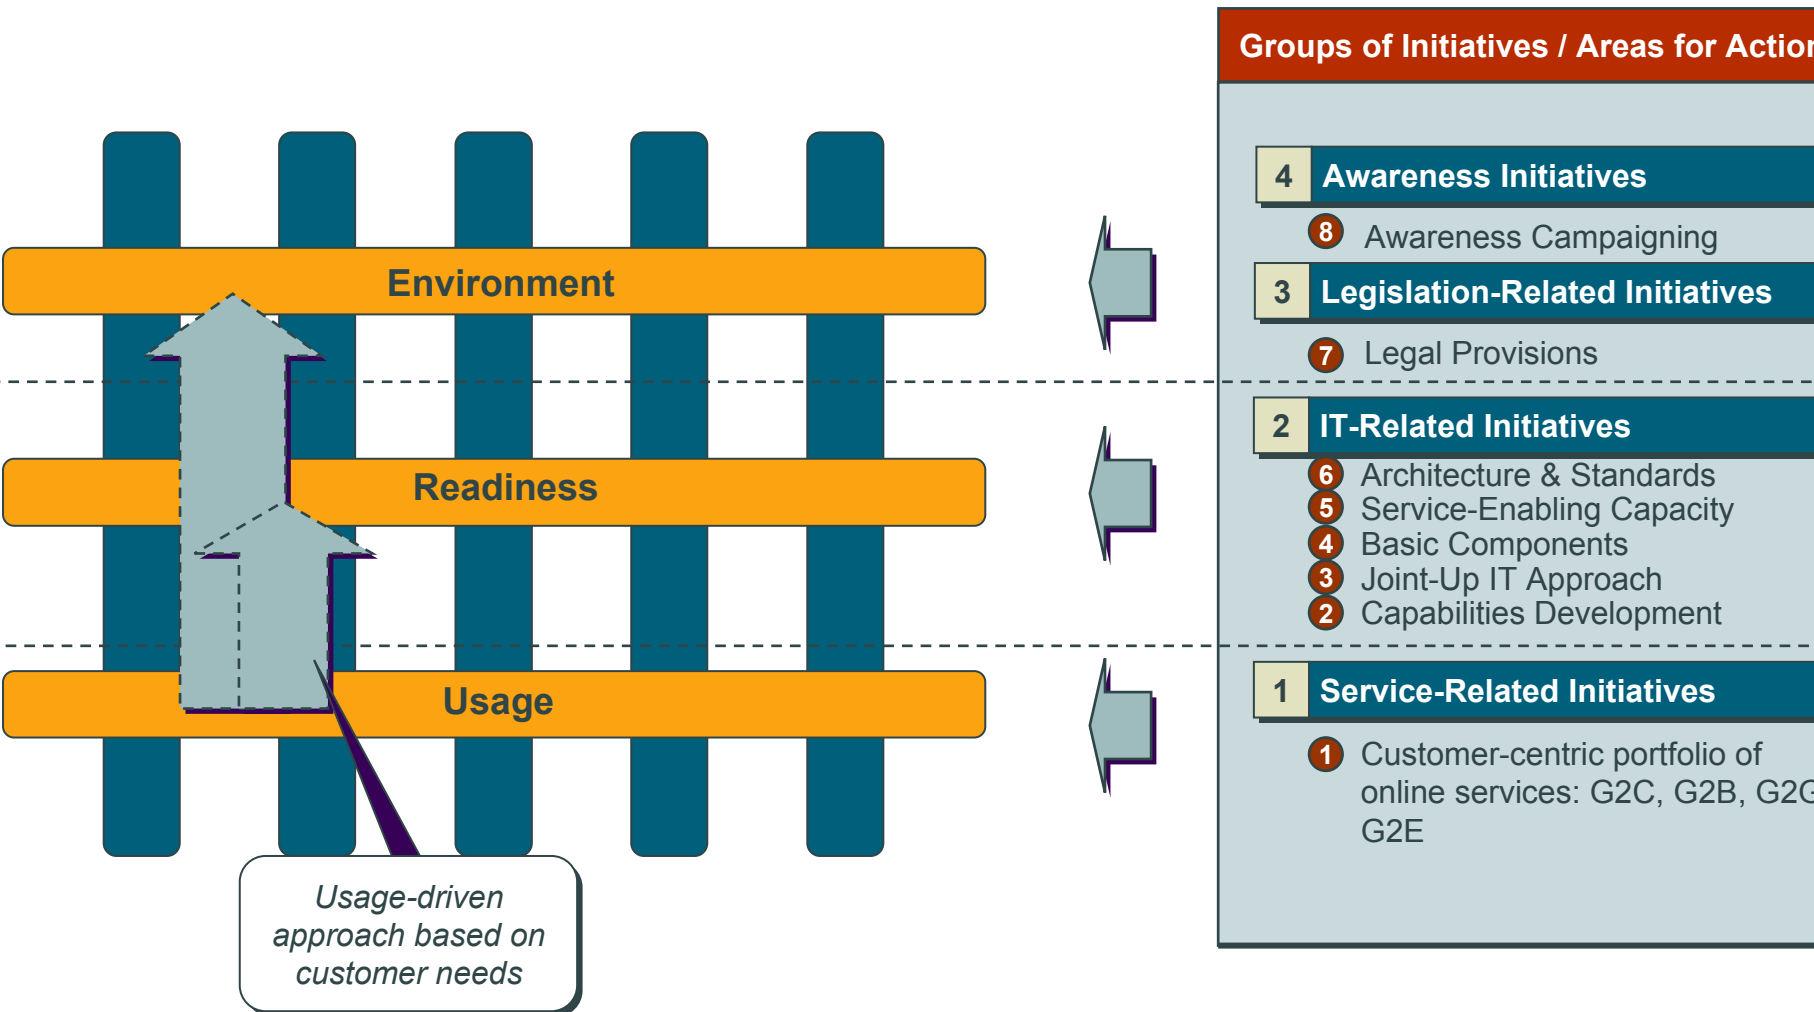 Environment
Readiness
Usage
Usage-driven
approach based on
customer needs
Groups of Initiatives / Areas for Action
4 Awareness Initiatives
8 Awareness Campaigning
3 Legislation-Related Initiatives
7 Legal Provisions
2 IT-Related Initiatives
6 Architecture & Standards
5 Service-Enabling Capacity
4 Basic Components
3 Joint-Up IT Approach
2 Capabilities Development
1 Service-Related Initiatives
1 Customer-centric portfolio of
online services: G2C, G2B, G2G
G2E